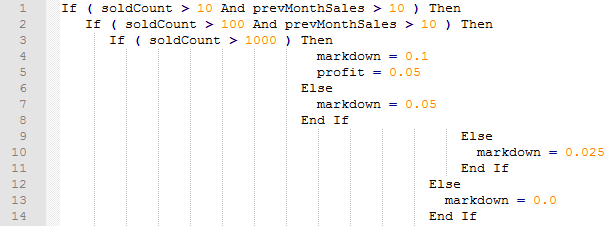 1 If ( soldCount > 10 And prevMonthSales > 10 ) Then
2 If ( soldCount > 100 And prevMonthSales > 10 ) Then
3 If ( soldCount > 1000 ) Then
4 markdown = 0.1
5 profit = 0.05
6 Else
7 markdown = 0.05
8 End If
9 Else
10 markdown = 0.025
11 End If
12 Else
13 markdown = 0.0
14 End If